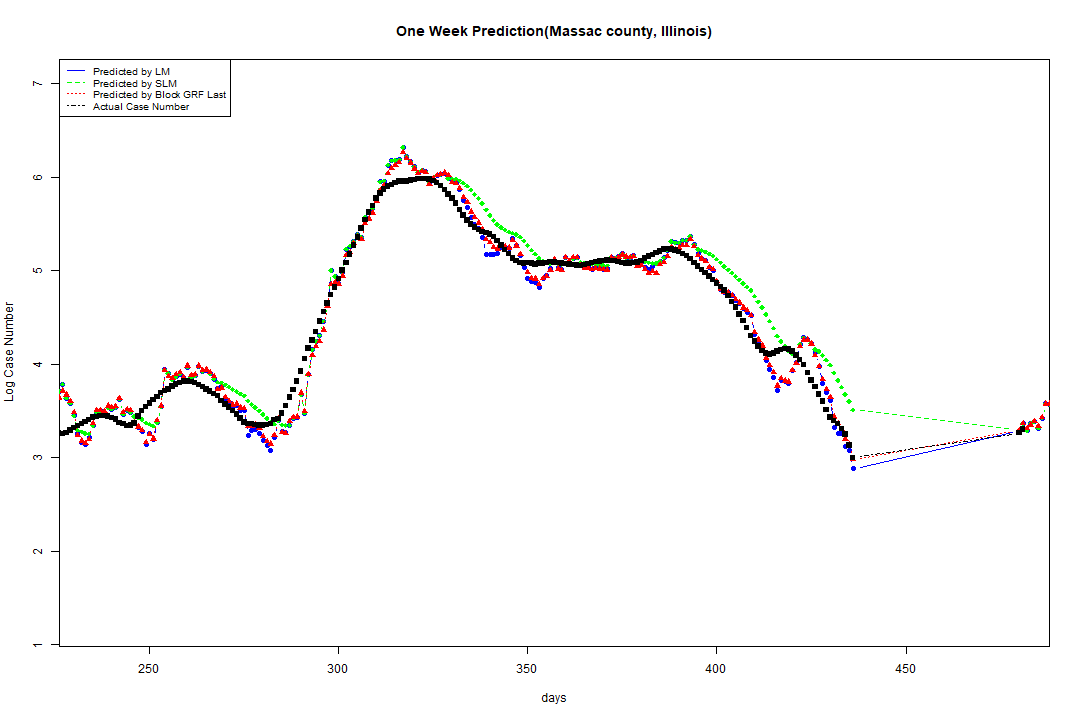 One Week Prediction(Massac county, Illinois)
Predicted by LM
Predicted by SLM
Predicted by Block GRF Last
Actual Case Number
Log Case Number
7
6
5
4
3
2
1
250 300 350 400 450
days